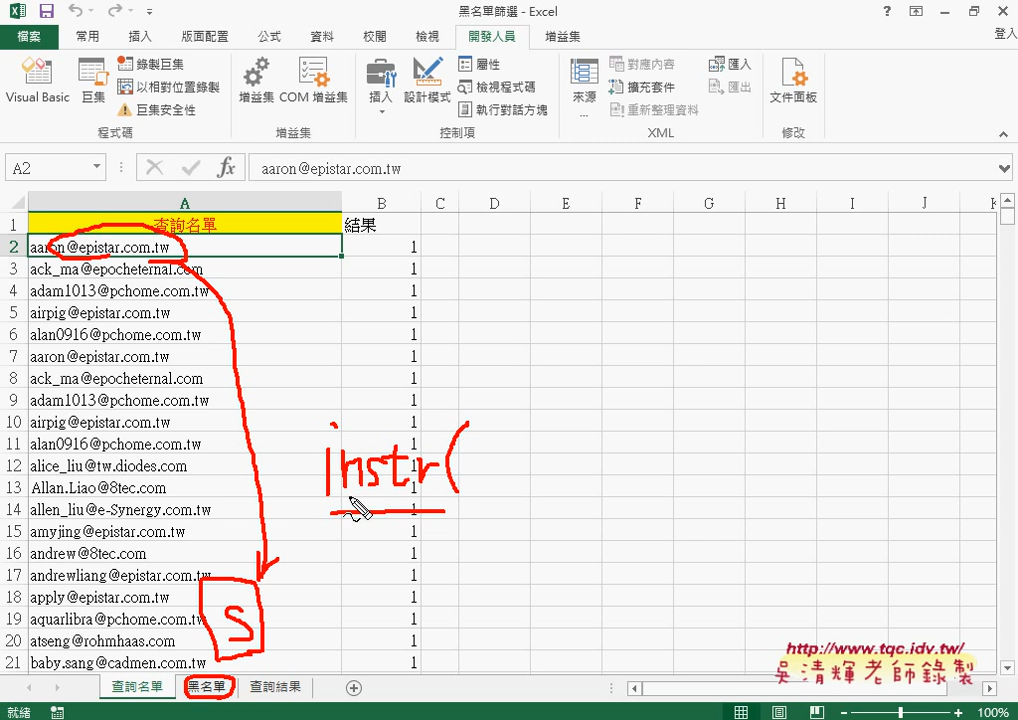 黑名單篩選 - Excel
檔案 常用 插入 版面配置 公式 資料 校閱 檢視 開發人員 增益集 登入
Visual Basic 巨集 錄製巨集 以相對位置錄製 巨集安全性 增益集 COM 增益集 插入 設計模式 屬性 檢視程式碼 執行對話方塊 來源 ... 對應內容 擴充套件 重新整理資料 匯入 匯出 文件面板
程式碼 增益集 控制項 XML 修改
A2 fx aaron@epistar.com.tw
A B C D E F G H I J K
1 查詢名單 結果
2 aaron@epistar.com.tw 1
3 ack_ma@epocheternal.com 1
4 adam1013@pchome.com.tw 1
5 airpig@epistar.com.tw 1
6 alan0916@pchome.com.tw 1
7 aaron@epistar.com.tw 1
8 ack_ma@epocheternal.com 1
9 adam1013@pchome.com.tw 1
10 airpig@epistar.com.tw 1
11 alan0916@pchome.com.tw 1
12 alice_liu@tw.diodes.com 1
instr(
13 Allan.Liao@8tec.com 1
14 allen_liu@e-Synergy.com.tw 1
15 amyjing@epistar.com.tw 1
16 andrew@8tec.com 1
17 andrewliang@epistar.com.tw 1
18 apply@epistar.com.tw 1
19 aquarlibra@pchome.com.tw 1
S
20 atseng@rohmhaas.com 1
21 baby.sang@cadmen.com.tw 1
http://www.tqc.idv.tw/
吳清輝老師錄製
查詢名單 黑名單 查詢結果
就緒 100%